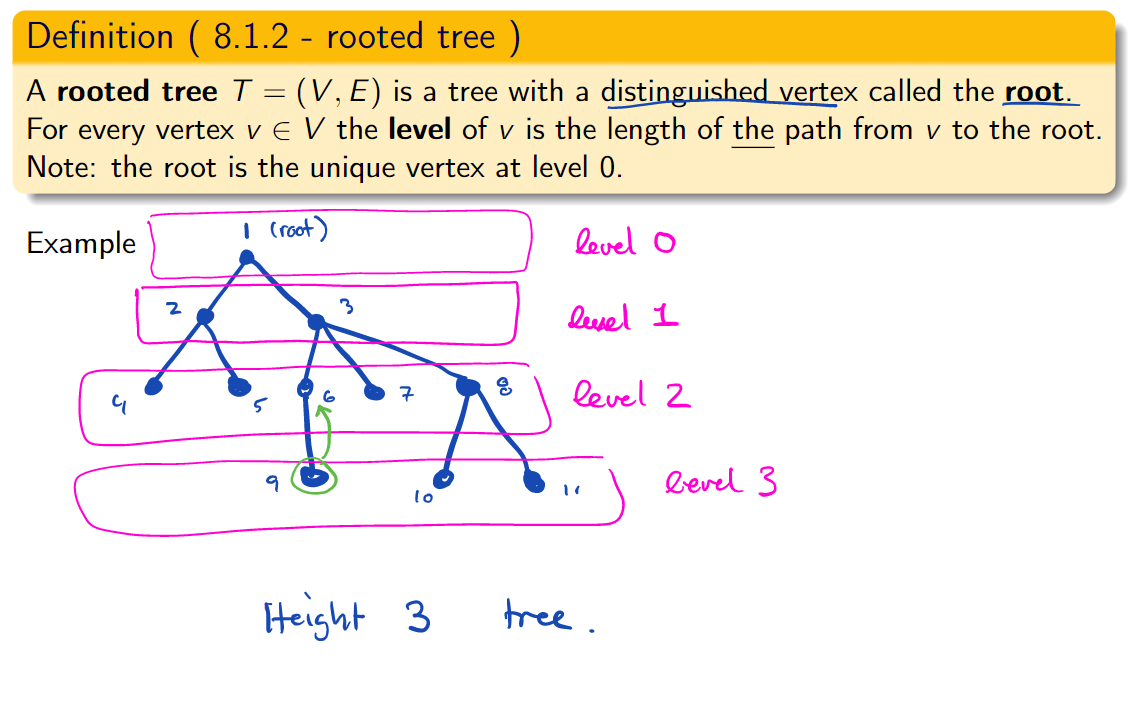 Definition ( 8.1.2 - rooted tree )
A rooted tree T = (V, E) is a tree with a distinguished vertex called the root.
For every vertex v ∈ V the level of v is the length of the path from v to the root.
Note: the root is the unique vertex at level 0.
Example
1 (root)
level 0
2
3
level 1
4
5
6
7
8
level 2
9
10
11
level 3
Height 3 tree.